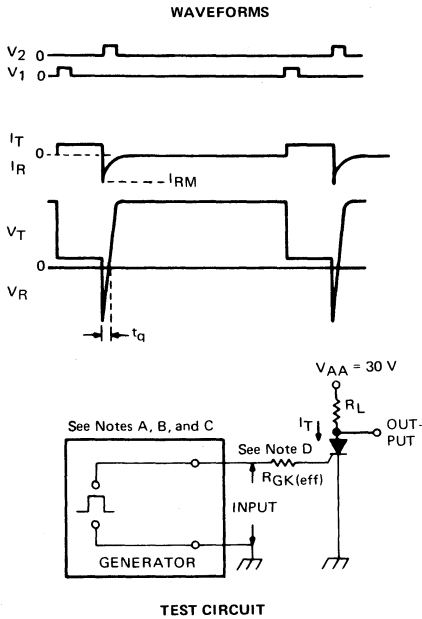 WAVEFORMS
V2 0
V1 0
IT
0
IR
IRM
VT
0
VR
tq
VAA = 30 V
RL
See Notes A, B, and C
IT
OUT-
PUT
See Note D
RGK(eff)
INPUT
GENERATOR
TEST CIRCUIT